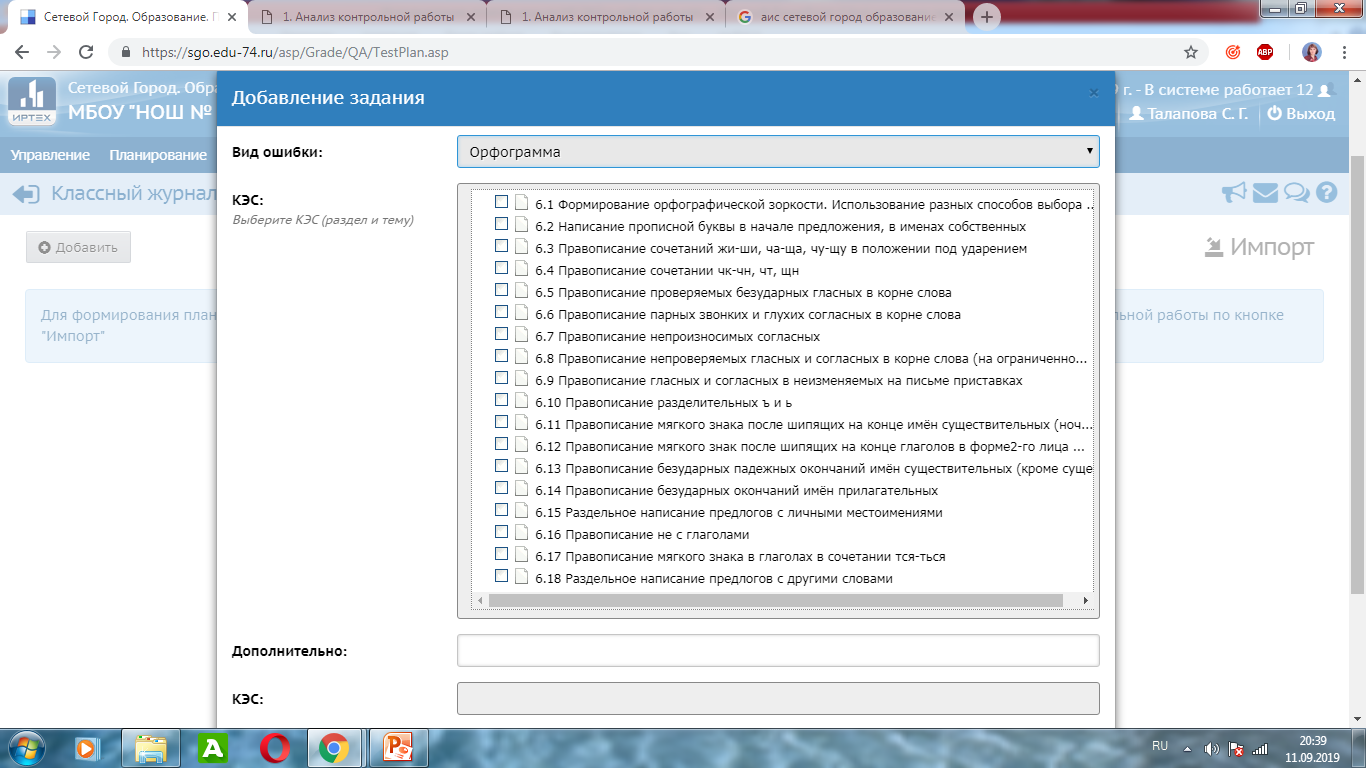 Сетевой Город. Образование. П
1. Анализ контрольной работы
1. Анализ контрольной работы
аис сетевой город образование
https://sgo.edu-74.ru/asp/Grade/QA/TestPlan.asp
ABP
ИРТЕХ
Сетевой Город. Обра
МБОУ "НОШ №
г. - В системе работает 12
Талапова С. Г.
Выход
Управление
Планирование
Классный журнал
Добавить
Импорт
Для формирования план
льной работы по кнопке
"Импорт"
Добавление задания
×
Вид ошибки:
Орфограмма
КЭС:
Выберите КЭС (раздел и тему)
6.1 Формирование орфографической зоркости. Использование разных способов выбора ...
6.2 Написание прописной буквы в начале предложения, в именах собственных
6.3 Правописание сочетаний жи-ши, ча-ща, чу-щу в положении под ударением
6.4 Правописание сочетании чк-чн, чт, щн
6.5 Правописание проверяемых безударных гласных в корне слова
6.6 Правописание парных звонких и глухих согласных в корне слова
6.7 Правописание непроизносимых согласных
6.8 Правописание непроверяемых гласных и согласных в корне слова (на ограниченно...
6.9 Правописание гласных и согласных в неизменяемых на письме приставках
6.10 Правописание разделительных ъ и ь
6.11 Правописание мягкого знака после шипящих на конце имён существительных (ноч...
6.12 Правописание мягкого знак после шипящих на конце глаголов в форме2-го лица ...
6.13 Правописание безударных падежных окончаний имён существительных (кроме суще
6.14 Правописание безударных окончаний имён прилагательных
6.15 Раздельное написание предлогов с личными местоимениями
6.16 Правописание не с глаголами
6.17 Правописание мягкого знака в глаголах в сочетании тся-ться
6.18 Раздельное написание предлогов с другими словами
Дополнительно:
КЭС:
RU
20:39
11.09.2019